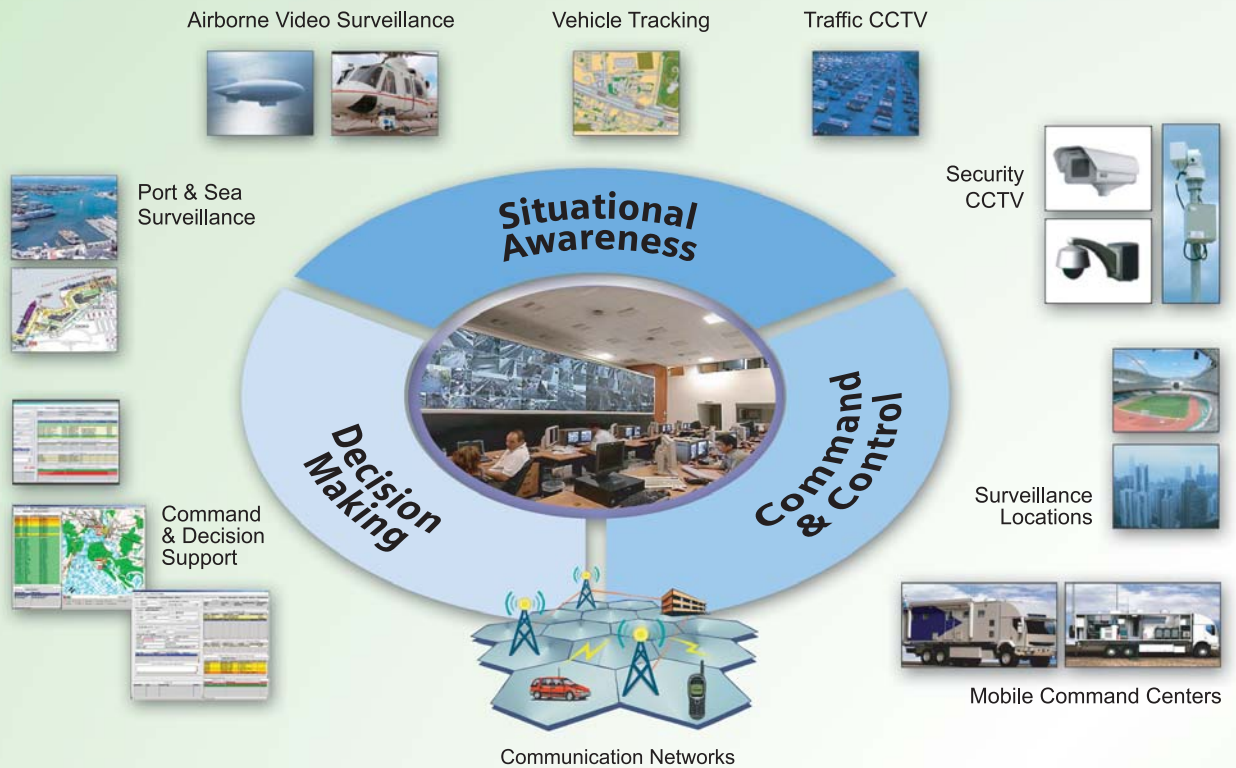 Airborne Video Surveillance
Vehicle Tracking
Traffic CCTV
Port & Sea
Surveillance
Security
CCTV
Situational
Awareness
Decision
Making
Command
& Control
Surveillance
Locations
Command
& Decision
Support
Mobile Command Centers
Communication Networks